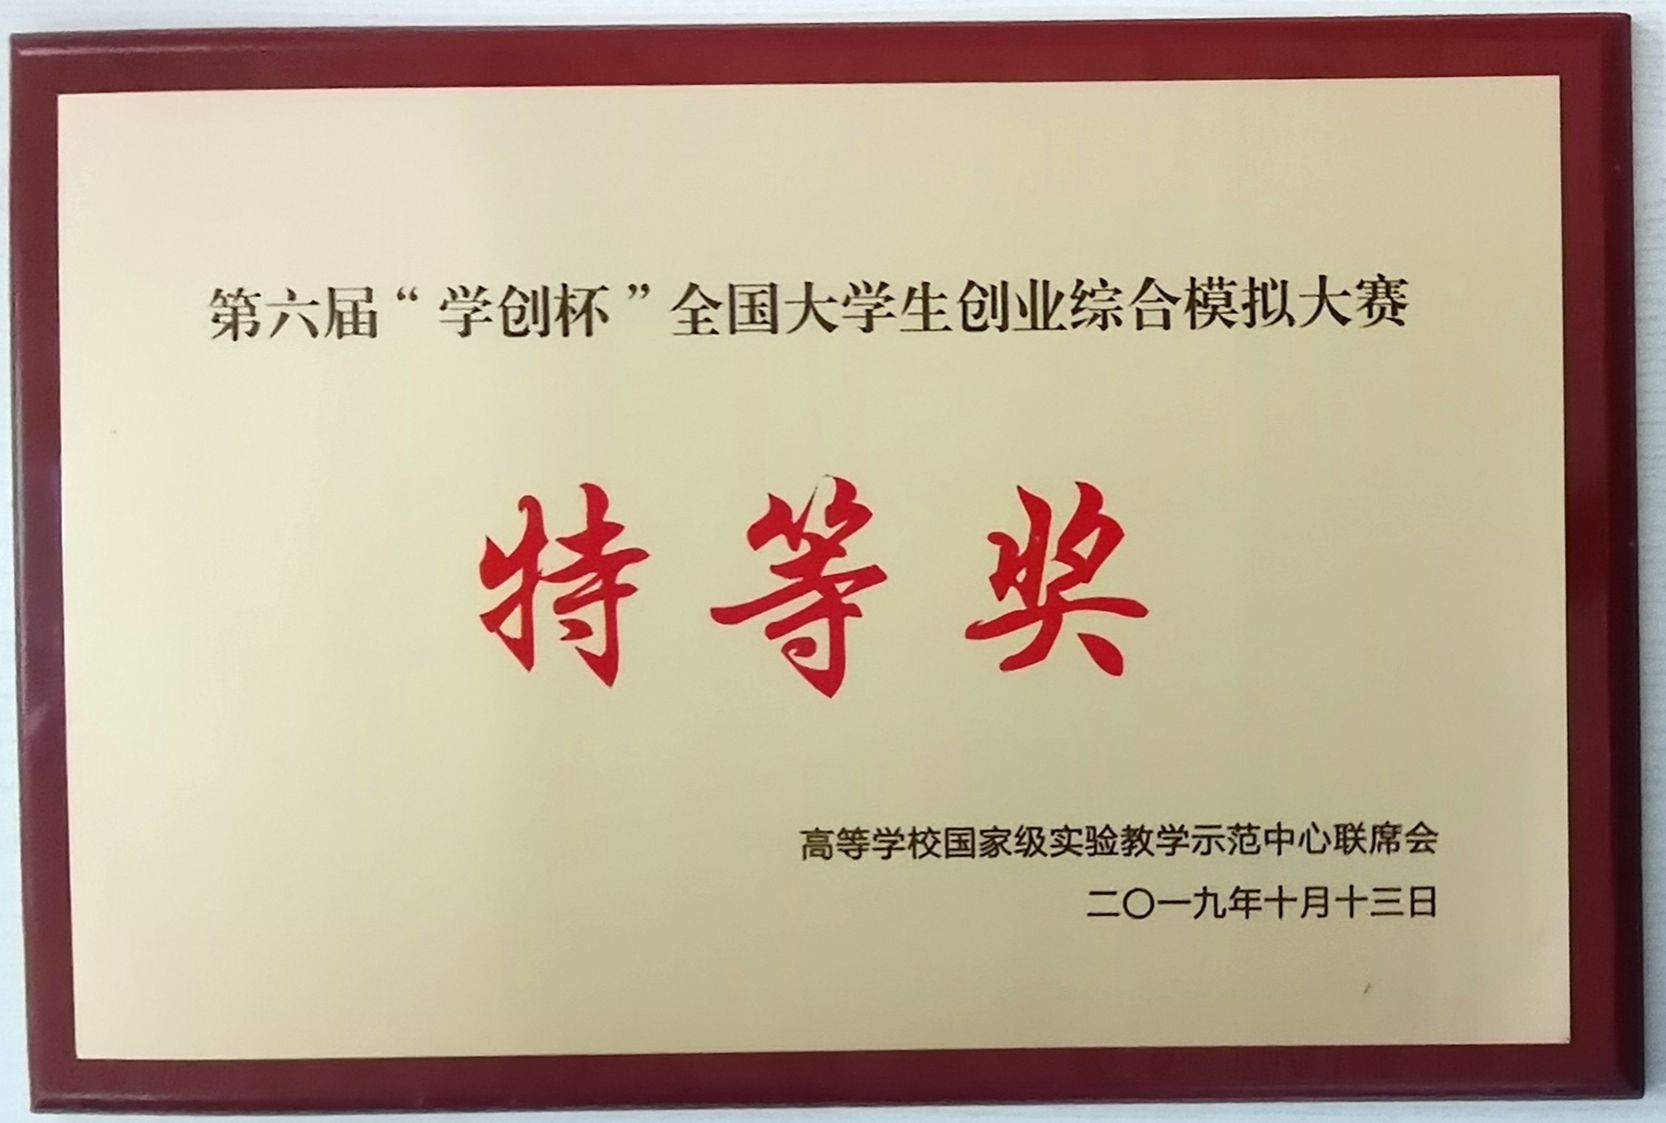 第六届“学创杯”全国大学生创业综合模拟大赛
特等奖
高等学校国家级实验教学示范中心联席会
二〇一九年十月十三日